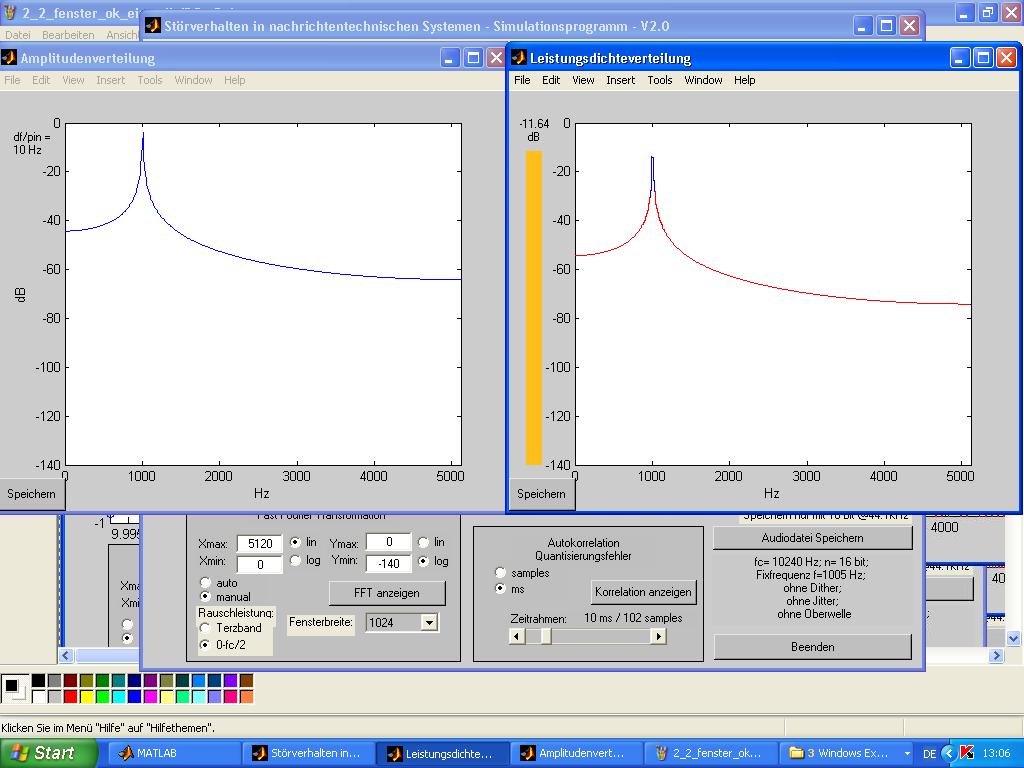 2_2_fenster_ok_ei
Datei Bearbeiten Ansich
Störverhalten in nachrichtentechnischen Systemen - Simulationsprogramm - V2.0
Amplitudenverteilung
File Edit View Insert Tools Window Help
df/pin =
10 Hz
0
-20
-40
-60
-80
-100
-120
-140
dB
0 1000 2000 3000 4000 5000
Hz
Speichern
Leistungsdichteverteilung
File Edit View Insert Tools Window Help
-11.64
dB
0
-20
-40
-60
-80
-100
-120
-140
0 1000 2000 3000 4000 5000
Hz
Speichern
-1
9.999
Xma
Xmi
Fast Fourier Transformation
Xmax: 5120 lin Ymax: 0 lin
Xmin: 0 log Ymin: -140 log
auto
manual
FFT anzeigen
Rauschleistung:
Terzband
0-fc/2
Fensterbreite: 1024
Autokorrelation
Quantisierungsfehler
samples
ms
Korrelation anzeigen
Zeitrahmen: 10 ms / 102 samples
Speichern nur mit 16 bit @44.1kHz
Audiodatei Speichern
fc= 10240 Hz; n= 16 bit;
Fixfrequenz f=1005 Hz;
ohne Dither;
ohne Jitter;
ohne Oberwelle
Beenden
4000
44.1KHz
40
Klicken Sie im Menü "Hilfe" auf "Hilfethemen".
Start MATLAB Störverhalten in... Leistungsdichte... Amplitudenvert... 2_2_fenster_ok... 3 Windows Ex... DE 13:06